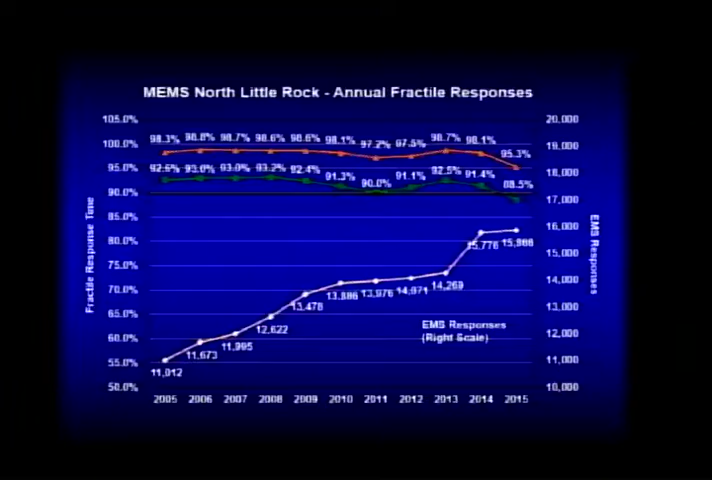 MEMS North Little Rock - Annual Fractile Responses
105.0%
100.0%
95.0%
90.0%
85.0%
80.0%
75.0%
70.0%
65.0%
60.0%
55.0%
50.0%
Fractile Response Time
98.3% 98.8% 98.7% 98.6% 98.6% 98.1% 97.2% 97.5% 98.7% 98.1% 95.3%
92.6% 93.0% 93.0% 93.2% 92.4% 91.3% 90.0% 91.1% 92.5% 91.4% 88.5%
11,012 11,673 11,995 12,622 13,478 13,886 13,976 14,071 14,269 15,776 15,866
EMS Responses
(Right Scale)
20,000
19,000
18,000
17,000
16,000
15,000
14,000
13,000
12,000
11,000
10,000
EMS Responses
2005 2006 2007 2008 2009 2010 2011 2012 2013 2014 2015